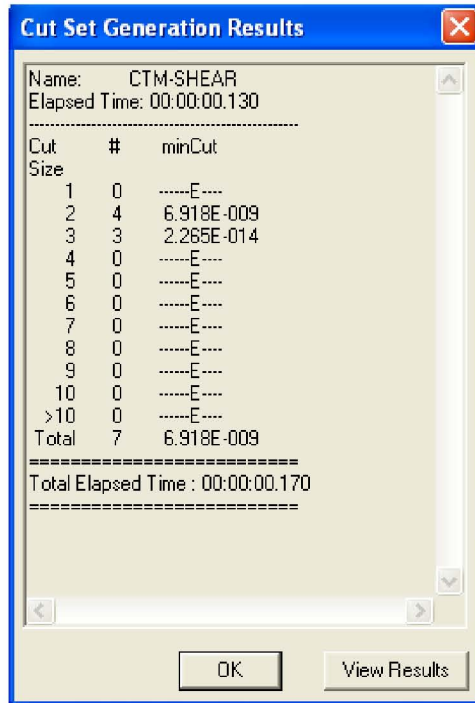 Cut Set Generation Results
Name: CTM-SHEAR
Elapsed Time: 00:00:00.130
-----------------------------------------------
Cut # minCut
Size
1 0 ------E----
2 4 6.918E-009
3 3 2.265E-014
4 0 ------E----
5 0 ------E----
6 0 ------E----
7 0 ------E----
8 0 ------E----
9 0 ------E----
10 0 ------E----
>10 0 ------E----
Total 7 6.918E-009
==========================
Total Elapsed Time : 00:00:00.170
==========================
OK View Results